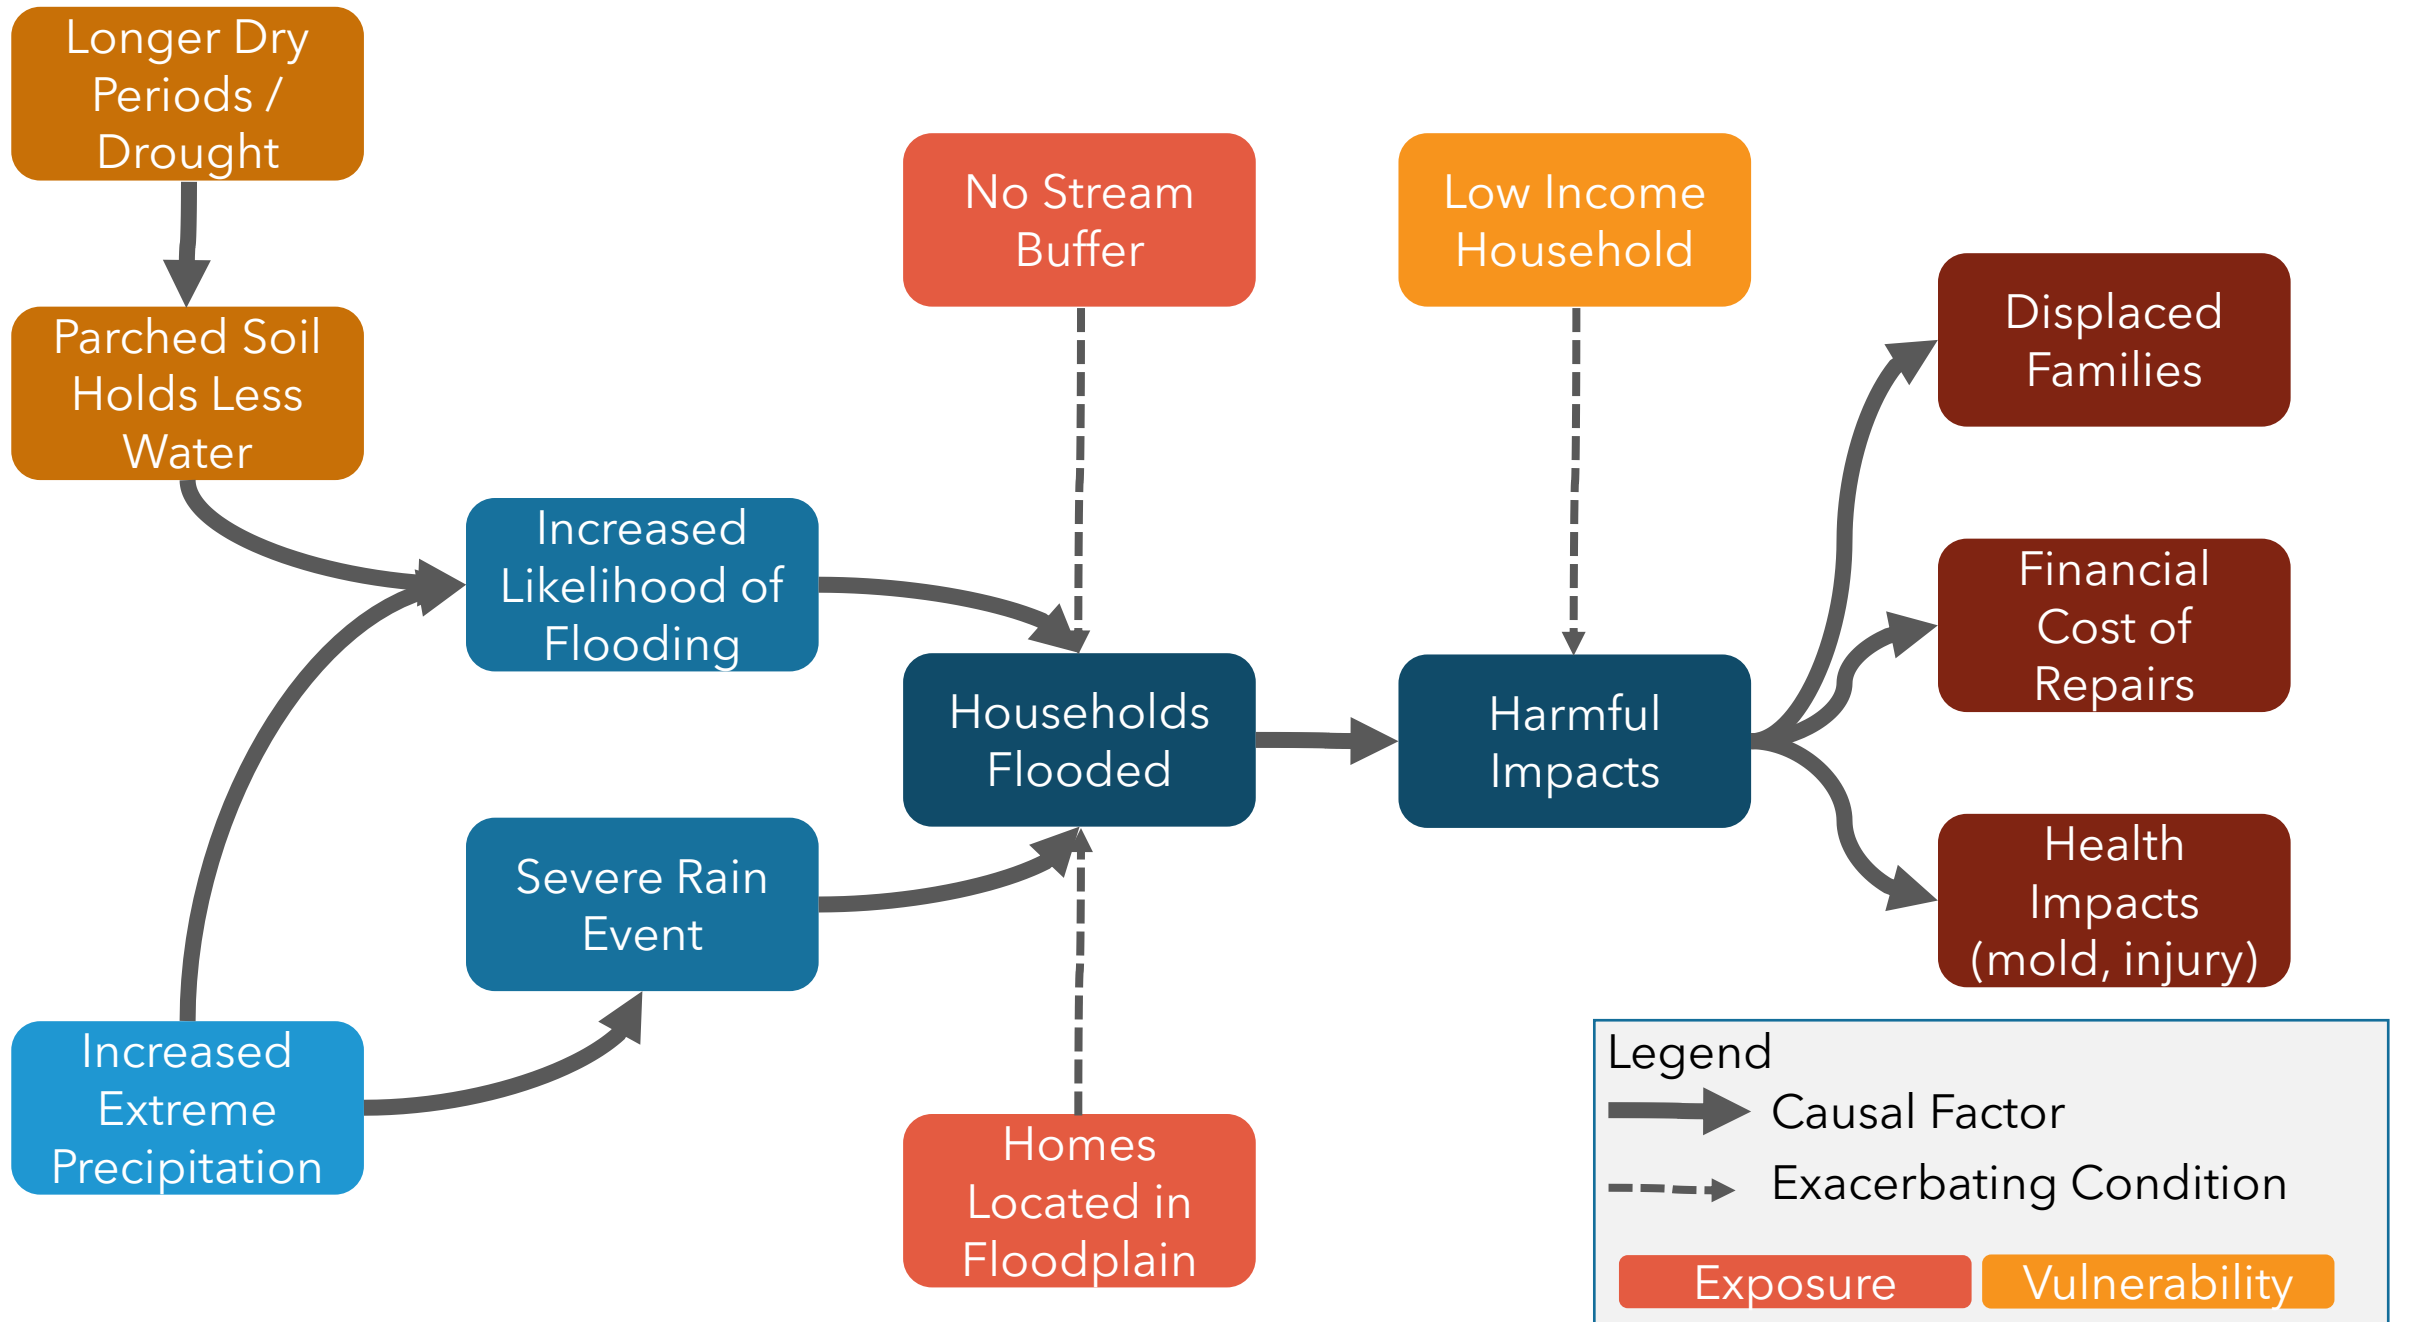 Longer Dry
Periods /
Drought
Parched Soil
Holds Less
Water
Increased
Extreme
Precipitation
Increased
Likelihood of
Flooding
Severe Rain
Event
No Stream
Buffer
Households
Flooded
Homes
Located in
Floodplain
Low Income
Household
Harmful
Impacts
Displaced
Families
Financial
Cost of
Repairs
Health
Impacts
(mold, injury)
Legend
Causal Factor
Exacerbating Condition
Exposure
Vulnerability